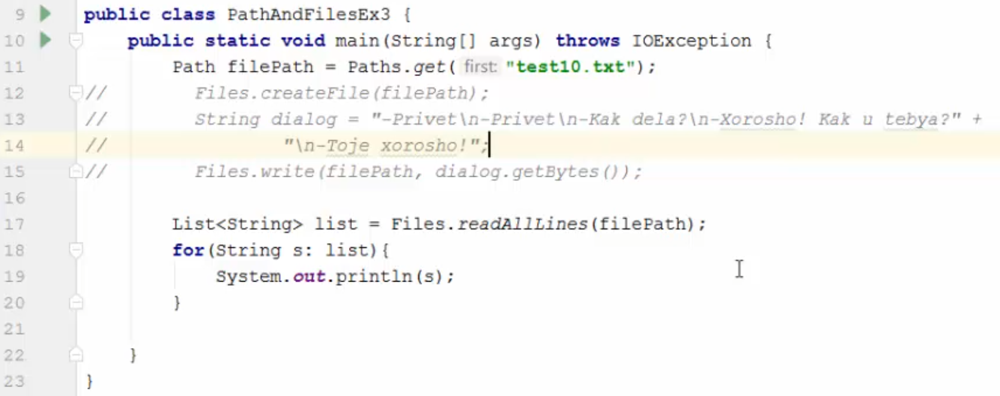 9 public class PathAndFilesEx3 {
10 public static void main(String[] args) throws IOException {
11 Path filePath = Paths.get( first: "test10.txt");
12 // Files.createFile(filePath);
13 // String dialog = "-Privet\n-Privet\n-Kak dela?\n-Xorosho! Kak u tebya?" +
14 // "\n-Toje xorosho!";
15 // Files.write(filePath, dialog.getBytes());
16
17 List<String> list = Files.readAllLines(filePath);
18 for(String s: list){
19 System.out.println(s);
20 }
21
22 }
23 }